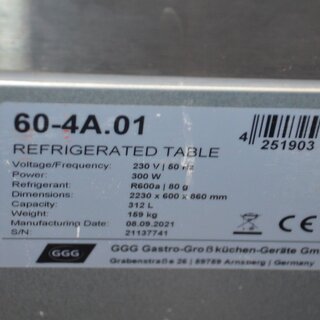 60-4A.01
REFRIGERATED TABLE
Voltage/Frequency: 230 V | 50 Hz
Power: 300 W
Refrigerant: R600a | 80 g
Dimensions: 2230 x 600 x 860 mm
Capacity: 312 L
Weight: 159 kg
Manufacturing Date: 08.09.2021
S/N: 21137741
4 251903
CE
GGG
GGG Gastro-Großküchen-Geräte Gm
Grabenstraße 26 | 59759 Arnsberg | Germany